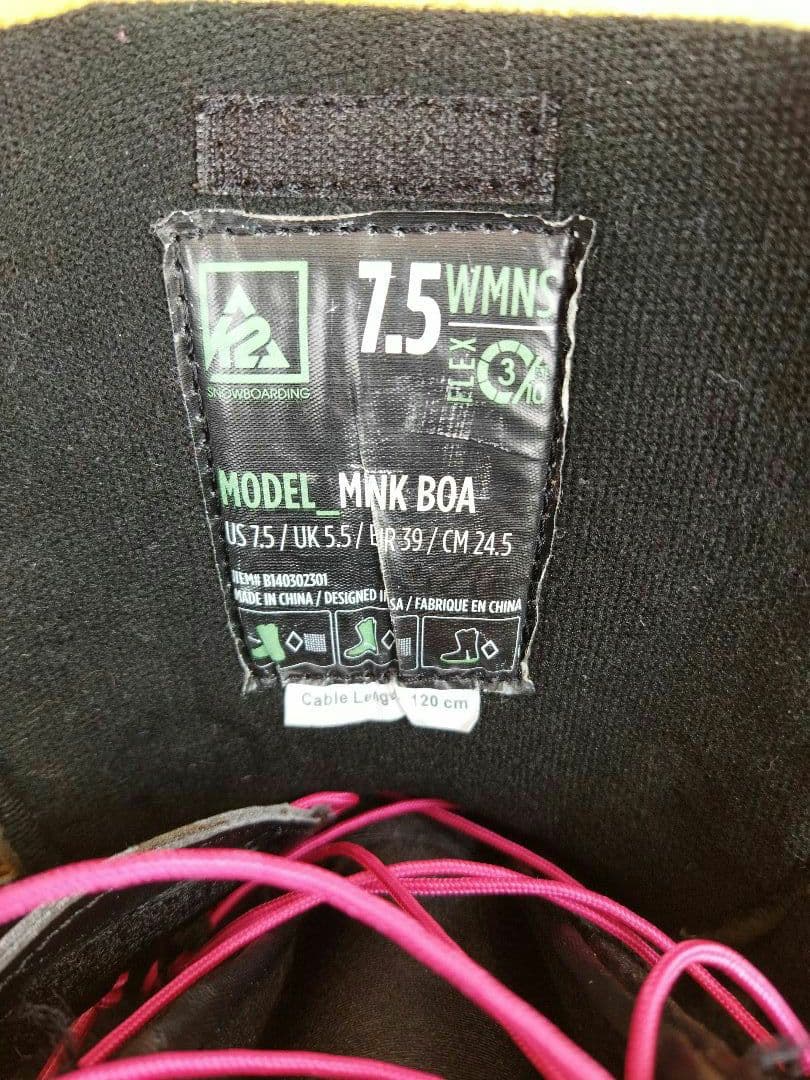 K2
SNOWBOARDING
7.5 WMNS
FLEX 3/10
MODEL_MNK BOA
US 7.5 / UK 5.5 / EUR 39 / CM 24.5
ITEM# B140302301
MADE IN CHINA / DESIGNED IN USA / FABRIQUE EN CHINA
Cable Length 120 cm